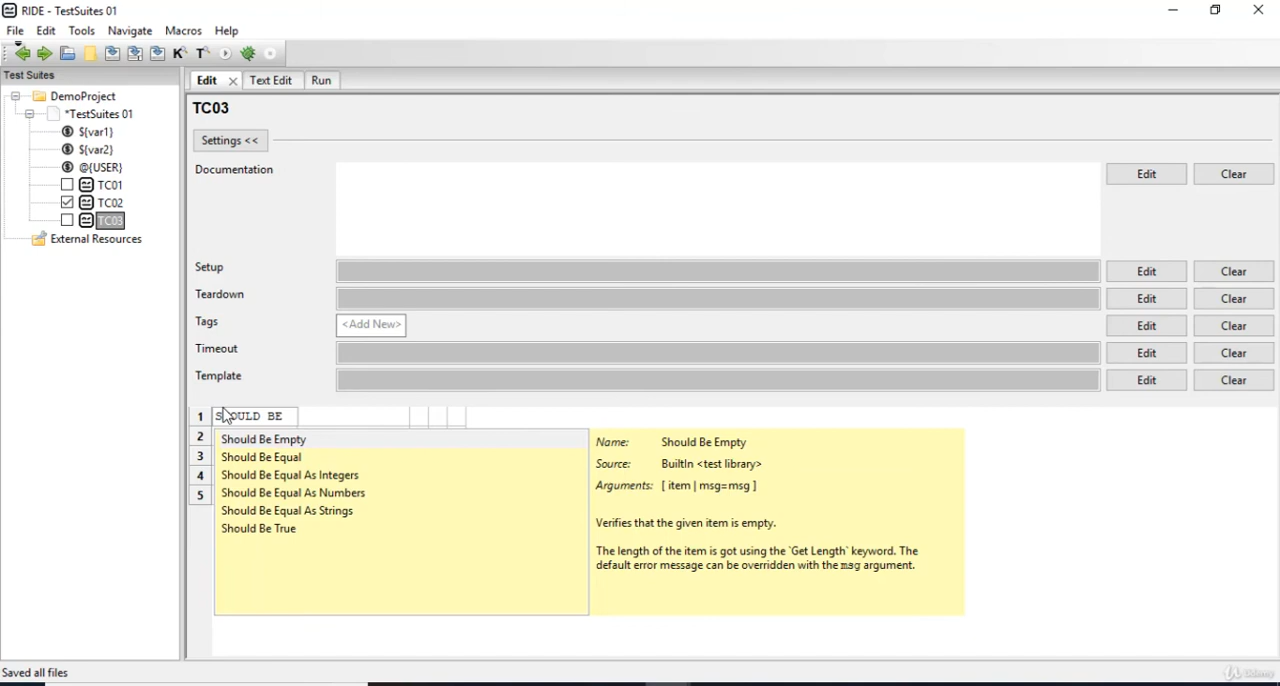 RIDE - TestSuites 01
File Edit Tools Navigate Macros Help
Test Suites
DemoProject
*TestSuites 01
${var1}
${var2}
@{USER}
TC01
TC02
TC03
External Resources
Edit Text Edit Run
TC03
Settings <<
Documentation Edit Clear
Setup Edit Clear
Teardown Edit Clear
Tags <Add New> Edit Clear
Timeout Edit Clear
Template Edit Clear
1 SHOULD BE
2
3
4
5
Should Be Empty
Should Be Equal
Should Be Equal As Integers
Should Be Equal As Numbers
Should Be Equal As Strings
Should Be True
Name: Should Be Empty
Source: BuiltIn <test library>
Arguments: [ item | msg=msg ]
Verifies that the given item is empty.
The length of the item is got using the `Get Length` keyword. The
default error message can be overridden with the msg argument.
Saved all files
Udemy